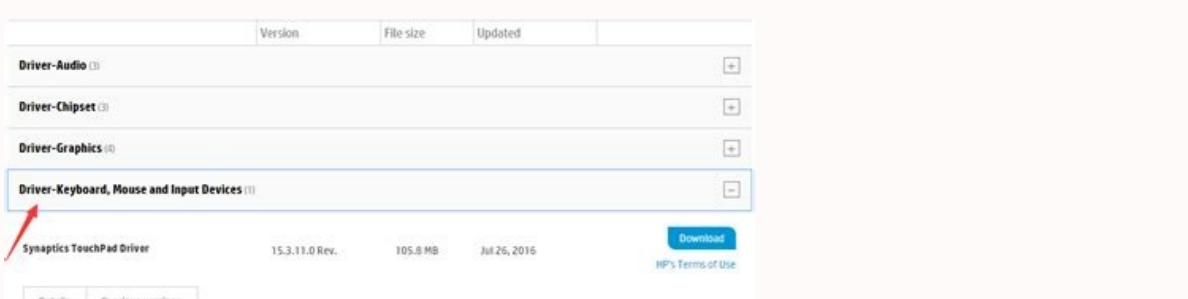 Version File size Updated
Driver-Audio (3)
Driver-Chipset (3)
Driver-Graphics (4)
Driver-Keyboard, Mouse and Input Devices (1)
Synaptics TouchPad Driver 15.3.11.0 Rev. 105.8 MB Jul 26, 2016 Download
HP's Terms of Use